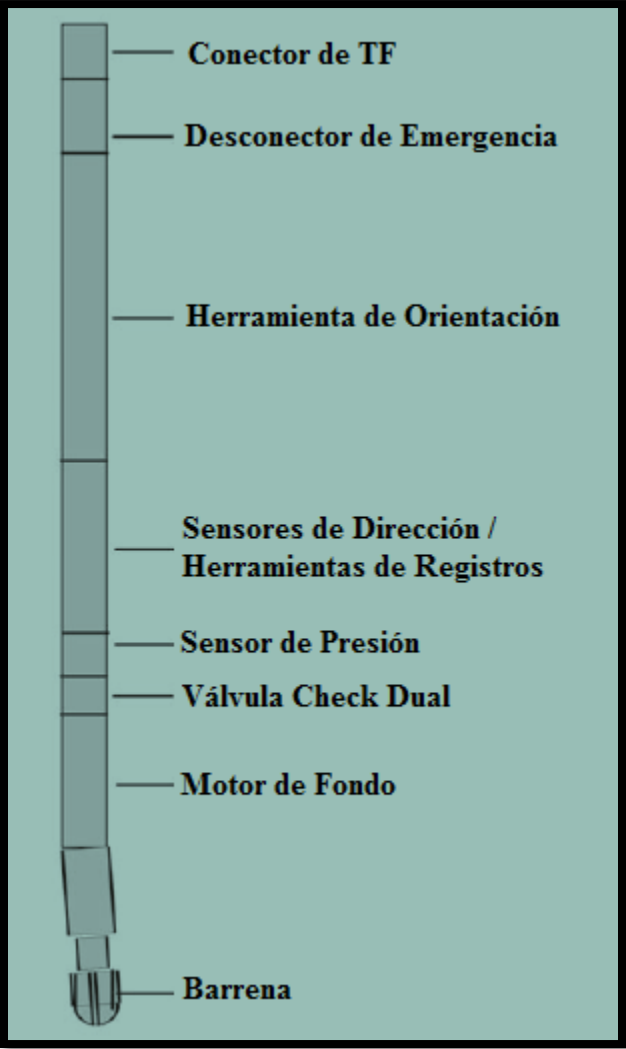 Conector de TF
Desconector de Emergencia
Herramienta de Orientación
Sensores de Dirección /
Herramientas de Registros
Sensor de Presión
Válvula Check Dual
Motor de Fondo
Barrena